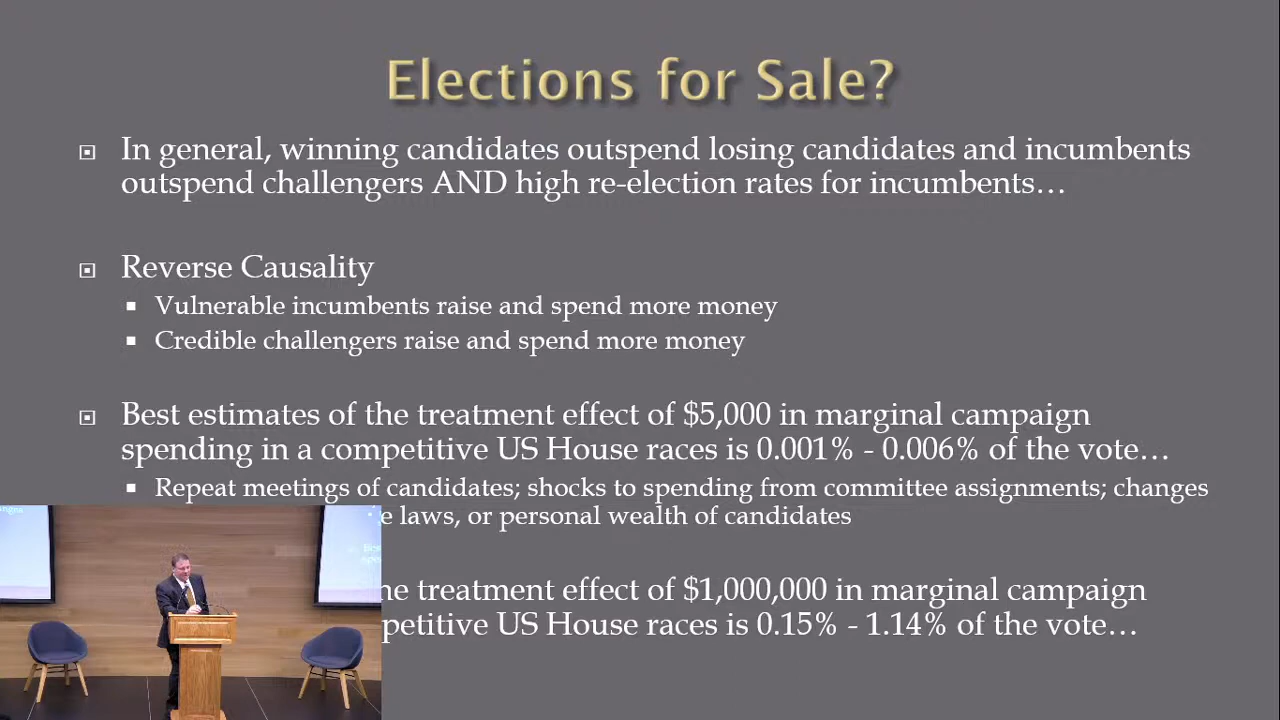 Elections for Sale?
In general, winning candidates outspend losing candidates and incumbents
outspend challengers AND high re-election rates for incumbents…
Reverse Causality
Vulnerable incumbents raise and spend more money
Credible challengers raise and spend more money
Best estimates of the treatment effect of $5,000 in marginal campaign
spending in a competitive US House races is 0.001% - 0.006% of the vote…
Repeat meetings of candidates; shocks to spending from committee assignments; changes
laws, or personal wealth of candidates
treatment effect of $1,000,000 in marginal campaign
US House races is 0.15% - 1.14% of the vote…